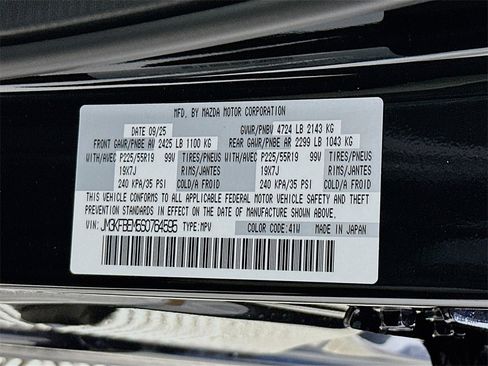 MFD. BY MAZDA MOTOR CORPORATION
DATE 09/25 GVWR/PNBV 4724 LB 2143 KG
FRONT GAWR/PNBE AV 2425 LB 1100 KG REAR GAWR/PNBE AR 2299 LB 1043 KG
WITH/AVEC P225/55R19 99V TIRES/PNEUS WITH/AVEC P225/55R19 99V TIRES/PNEUS
19X7J RIMS/JANTES 19X7J RIMS/JANTES
240 KPA/35 PSI COLD/A FROID 240 KPA/35 PSI COLD/A FROID
THIS VEHICLE CONFORMS TO ALL APPLICABLE FEDERAL MOTOR VEHICLE SAFETY AND THEFT
PREVENTION STANDARDS IN EFFECT ON THE DATE OF MANUFACTURE SHOWN ABOVE.
VIN: TYPE:MPV COLOR CODE:41W MADE IN JAPAN